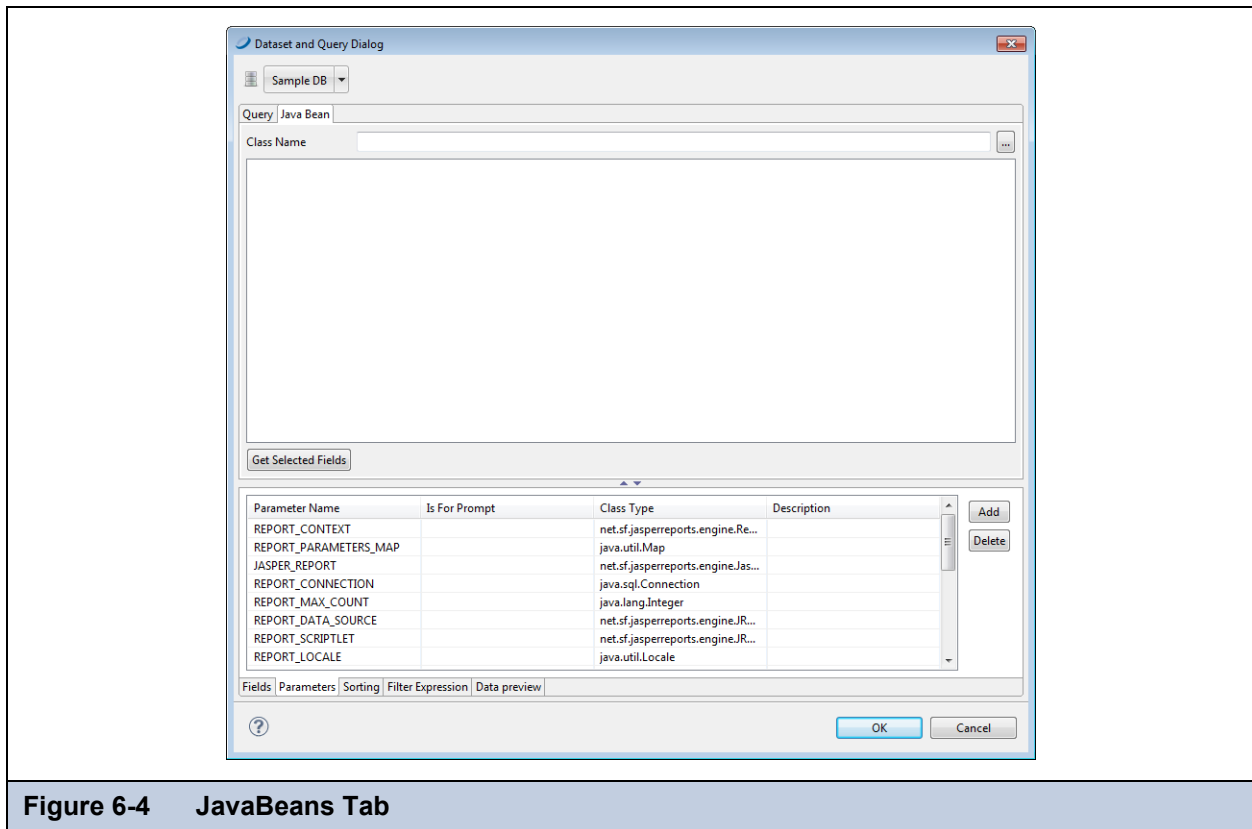 Dataset and Query Dialog
Sample DB
Query Java Bean
Class Name
...
Get Selected Fields
Parameter Name Is For Prompt Class Type Description
Add
REPORT_CONTEXT net.sf.jasperreports.engine.Re...
REPORT_PARAMETERS_MAP java.util.Map
Delete
JASPER_REPORT net.sf.jasperreports.engine.Jas...
REPORT_CONNECTION java.sql.Connection
REPORT_MAX_COUNT java.lang.Integer
REPORT_DATA_SOURCE net.sf.jasperreports.engine.JR...
REPORT_SCRIPTLET net.sf.jasperreports.engine.JR...
REPORT_LOCALE java.util.Locale
Fields Parameters Sorting Filter Expression Data preview
? OK Cancel
Figure 6-4 JavaBeans Tab